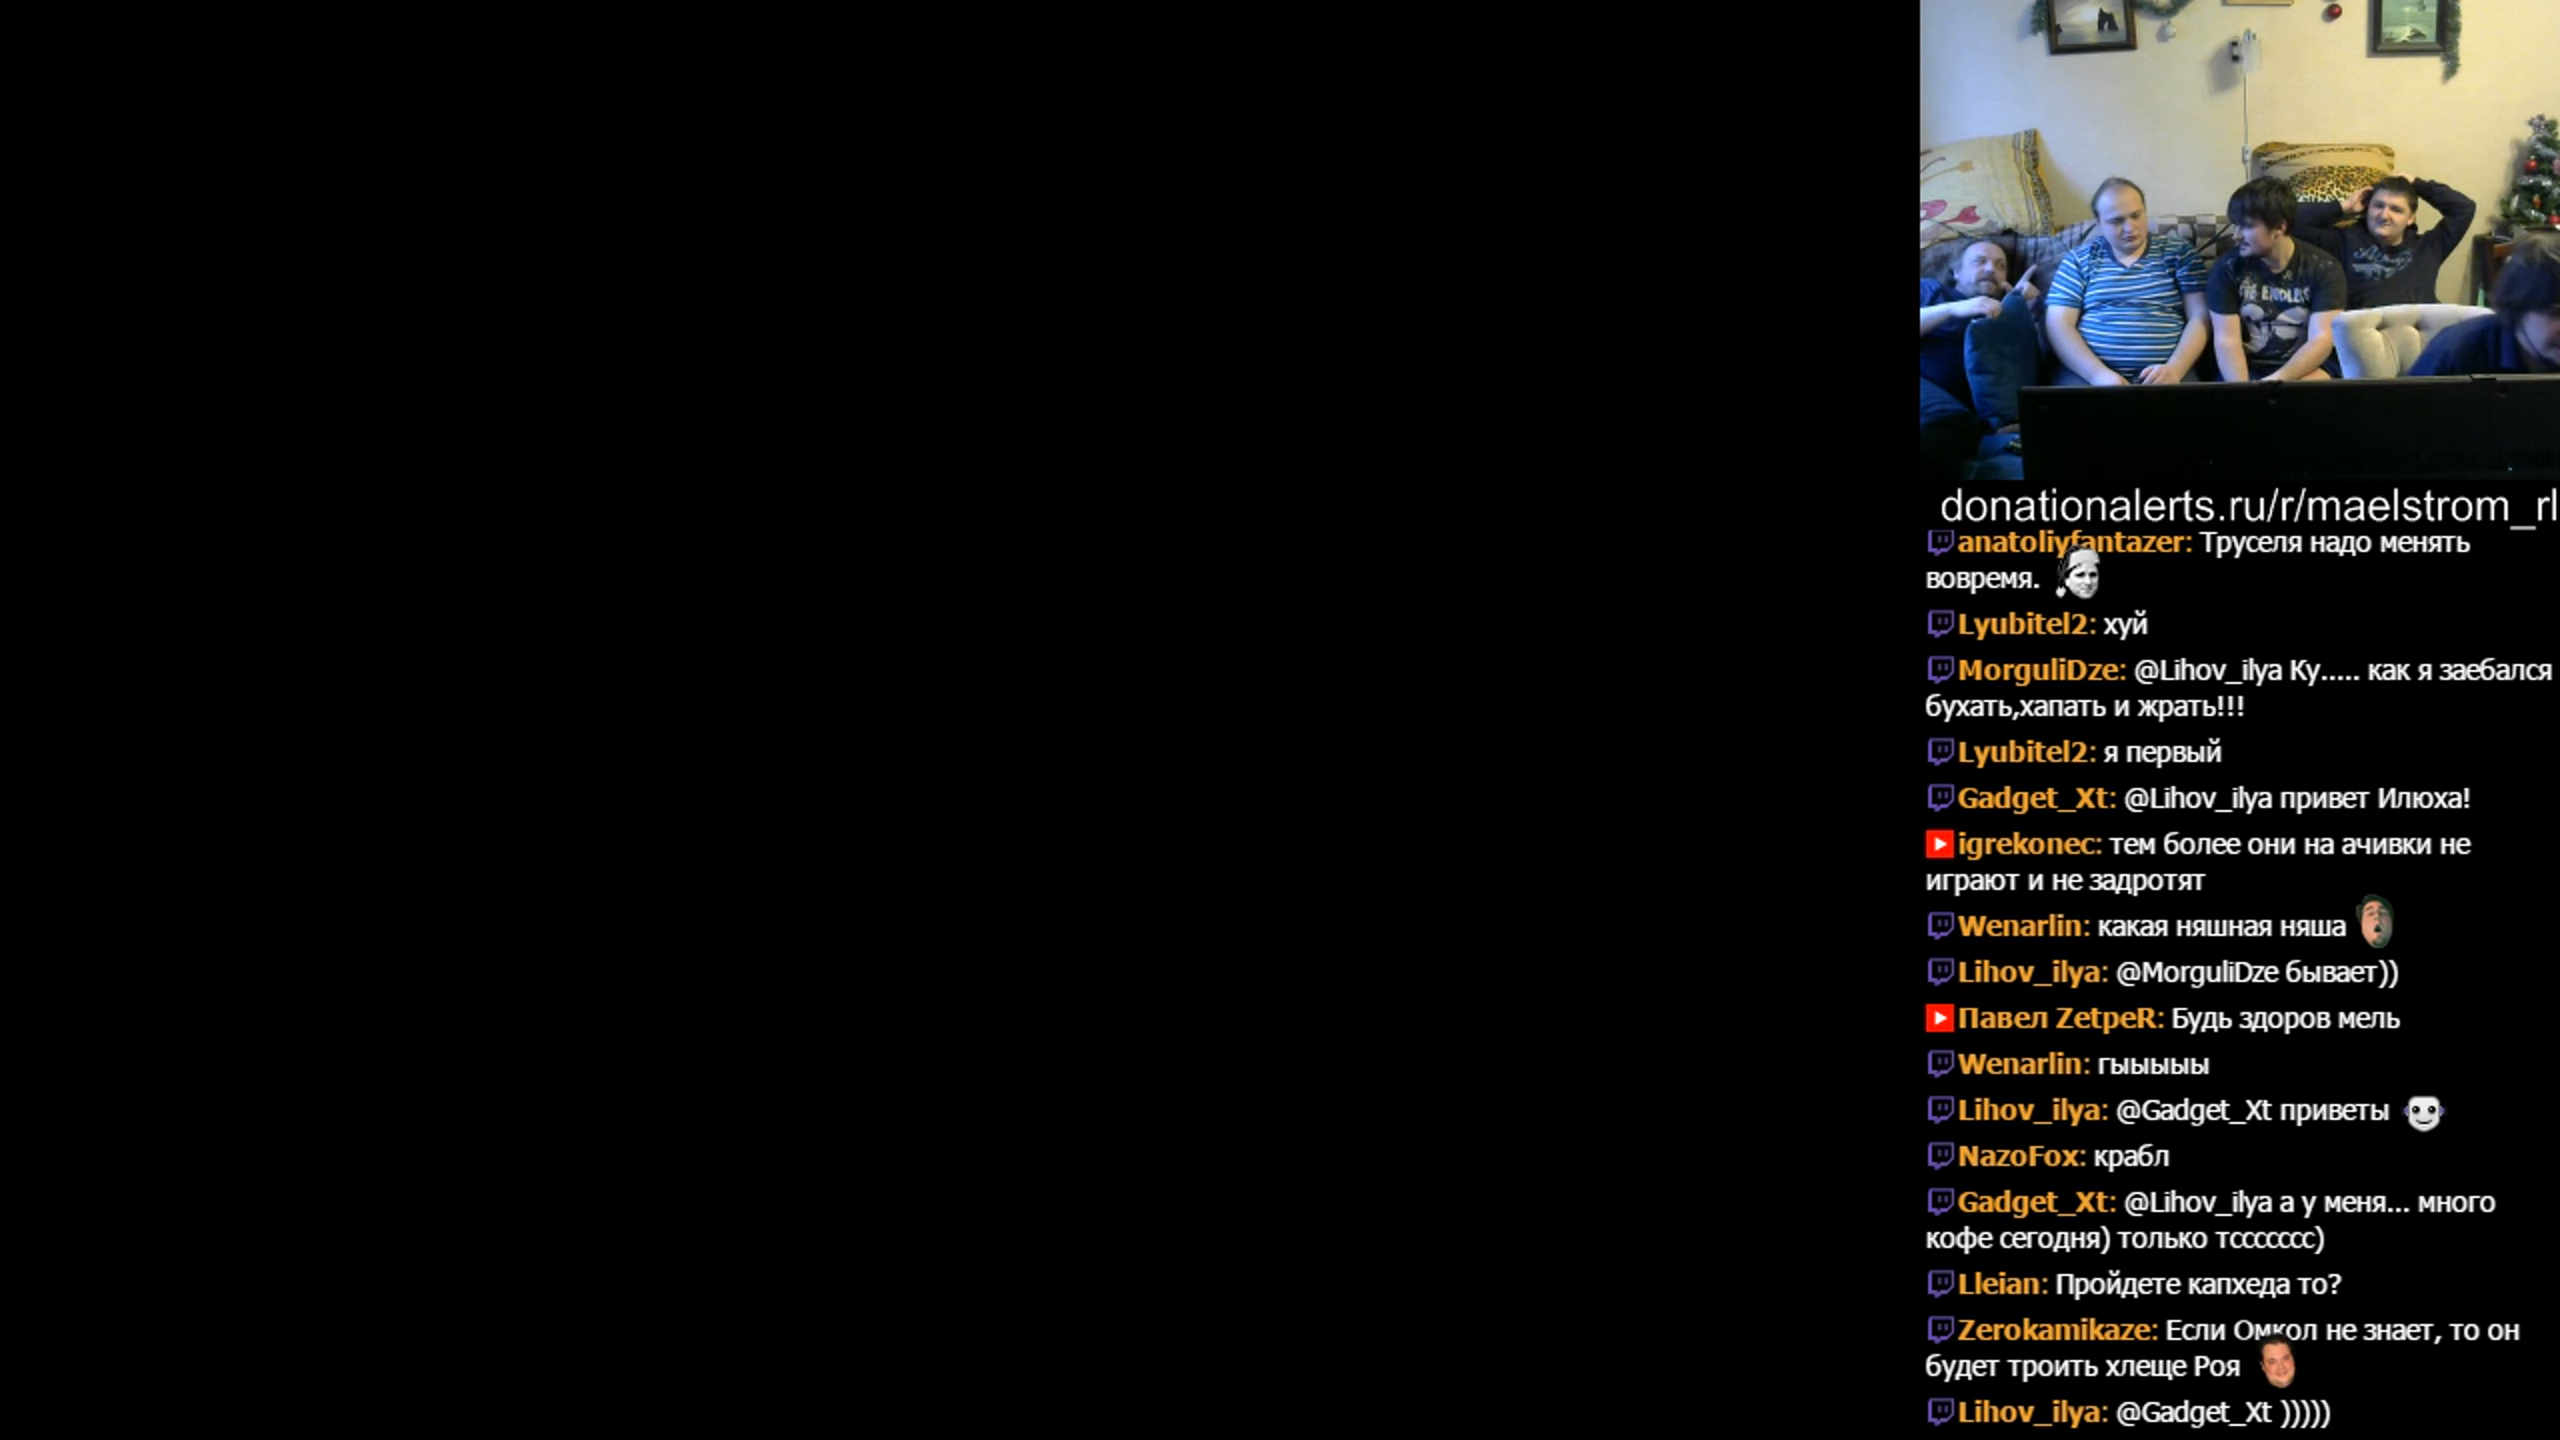 donationalerts.ru/r/maelstrom_rl
anatoliyfantazer: Труселя надо менять
вовремя.
Lyubitel2: хуй
MorguliDze: @Lihov_ilya Ку..... как я заебался
бухать,хапать и жрать!!!
Lyubitel2: я первый
Gadget_Xt: @Lihov_ilya привет Илюха!
igrekonec: тем более они на ачивки не
играют и не задротят
Wenarlin: какая няшная няша
Lihov_ilya: @MorguliDze бывает))
Павел ZetpeR: Будь здоров мель
Wenarlin: гыыыыы
Lihov_ilya: @Gadget_Xt приветы
NazoFox: крабл
Gadget_Xt: @Lihov_ilya а у меня... много
кофе сегодня) только тссссссс)
Lleian: Пройдете капхеда то?
Zerokamikaze: Если Омкол не знает, то он
будет троить хлеще Роя
Lihov_ilya: @Gadget_Xt )))))